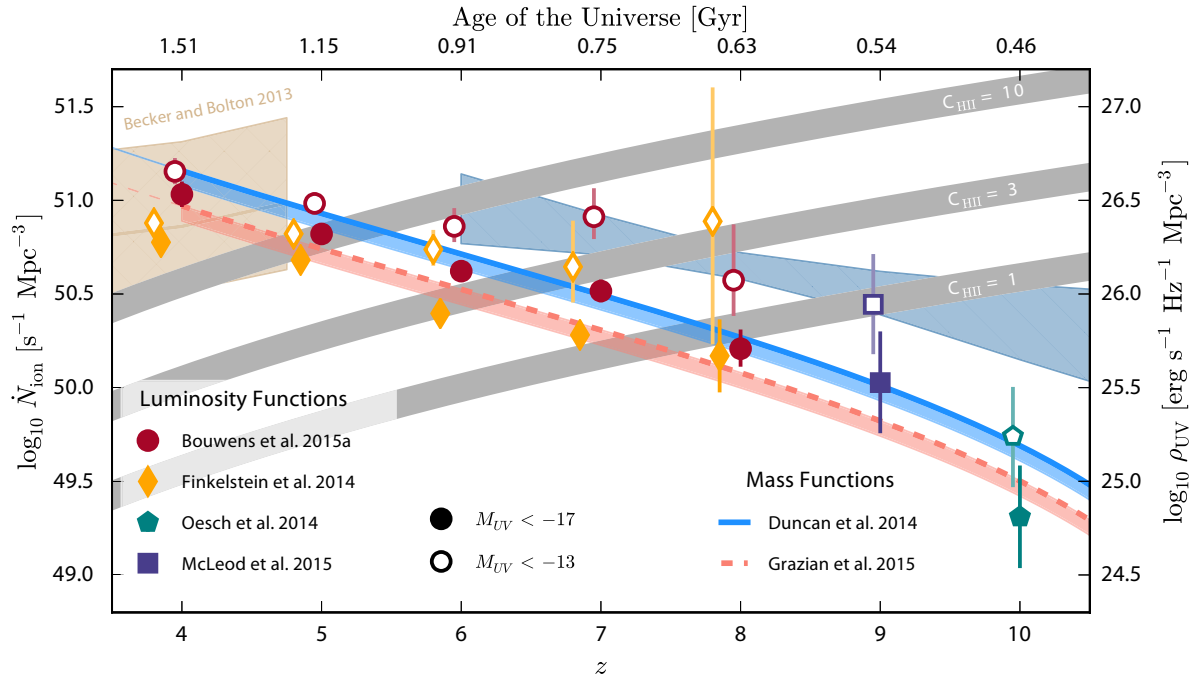 Age of the Universe [Gyr]
1.51 1.15 0.91 0.75 0.63 0.54 0.46
log₁₀ Ṅ_ion [s⁻¹ Mpc⁻³]
51.5
51.0
50.5
50.0
49.5
49.0
Becker and Bolton 2013
C_HII = 10
C_HII = 3
C_HII = 1
27.0
26.5
26.0
25.5
25.0
24.5
log₁₀ ρ_UV [erg s⁻¹ Hz⁻¹ Mpc⁻³]
Luminosity Functions
Bouwens et al. 2015a
Finkelstein et al. 2014
Oesch et al. 2014
McLeod et al. 2015
M_UV < −17
M_UV < −13
Mass Functions
Duncan et al. 2014
Grazian et al. 2015
4 5 6 7 8 9 10
z